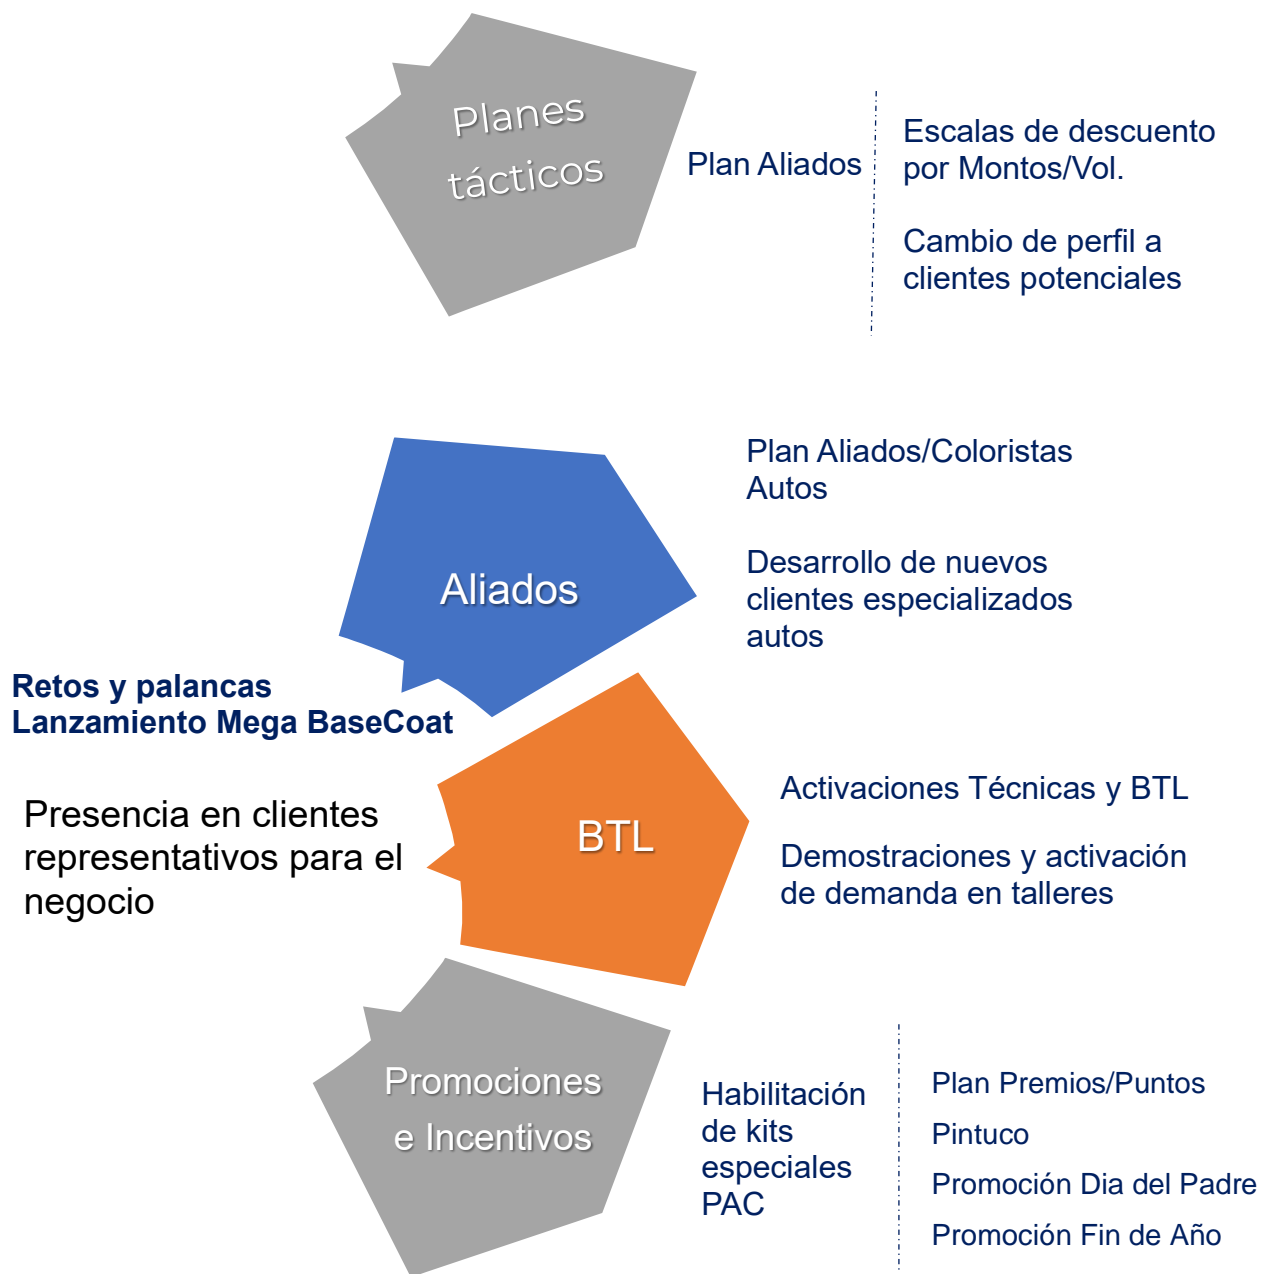 Planes
tácticos
Plan Aliados
Escalas de descuento
por Montos/Vol.
Cambio de perfil a
clientes potenciales
Aliados
Plan Aliados/Coloristas
Autos
Desarrollo de nuevos
clientes especializados
autos
Retos y palancas
Lanzamiento Mega BaseCoat
Presencia en clientes
representativos para el
negocio
BTL
Activaciones Técnicas y BTL
Demostraciones y activación
de demanda en talleres
Promociones
e Incentivos
Habilitación
de kits
especiales
PAC
Plan Premios/Puntos
Pintuco
Promoción Dia del Padre
Promoción Fin de Año